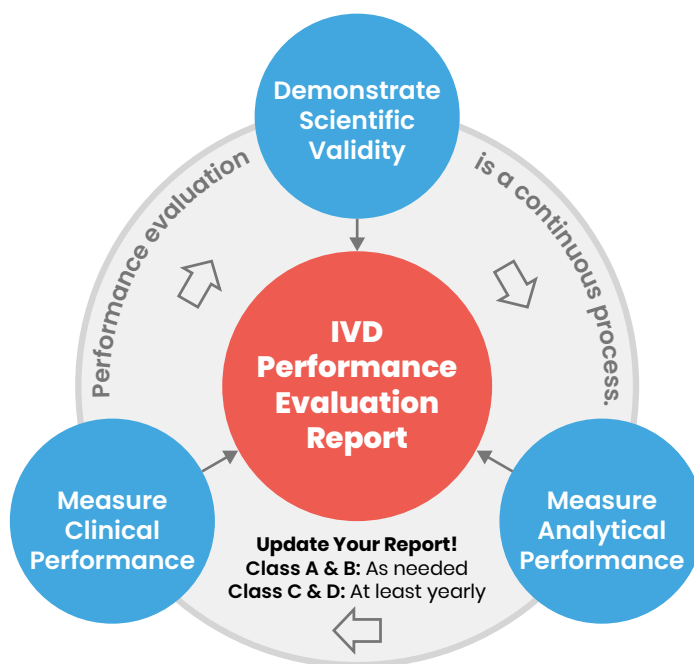 Demonstrate
Scientific
Validity
Performance evaluation
is a continuous process.
IVD
Performance
Evaluation
Report
Measure
Clinical
Performance
Measure
Analytical
Performance
Update Your Report!
Class A & B: As needed
Class C & D: At least yearly